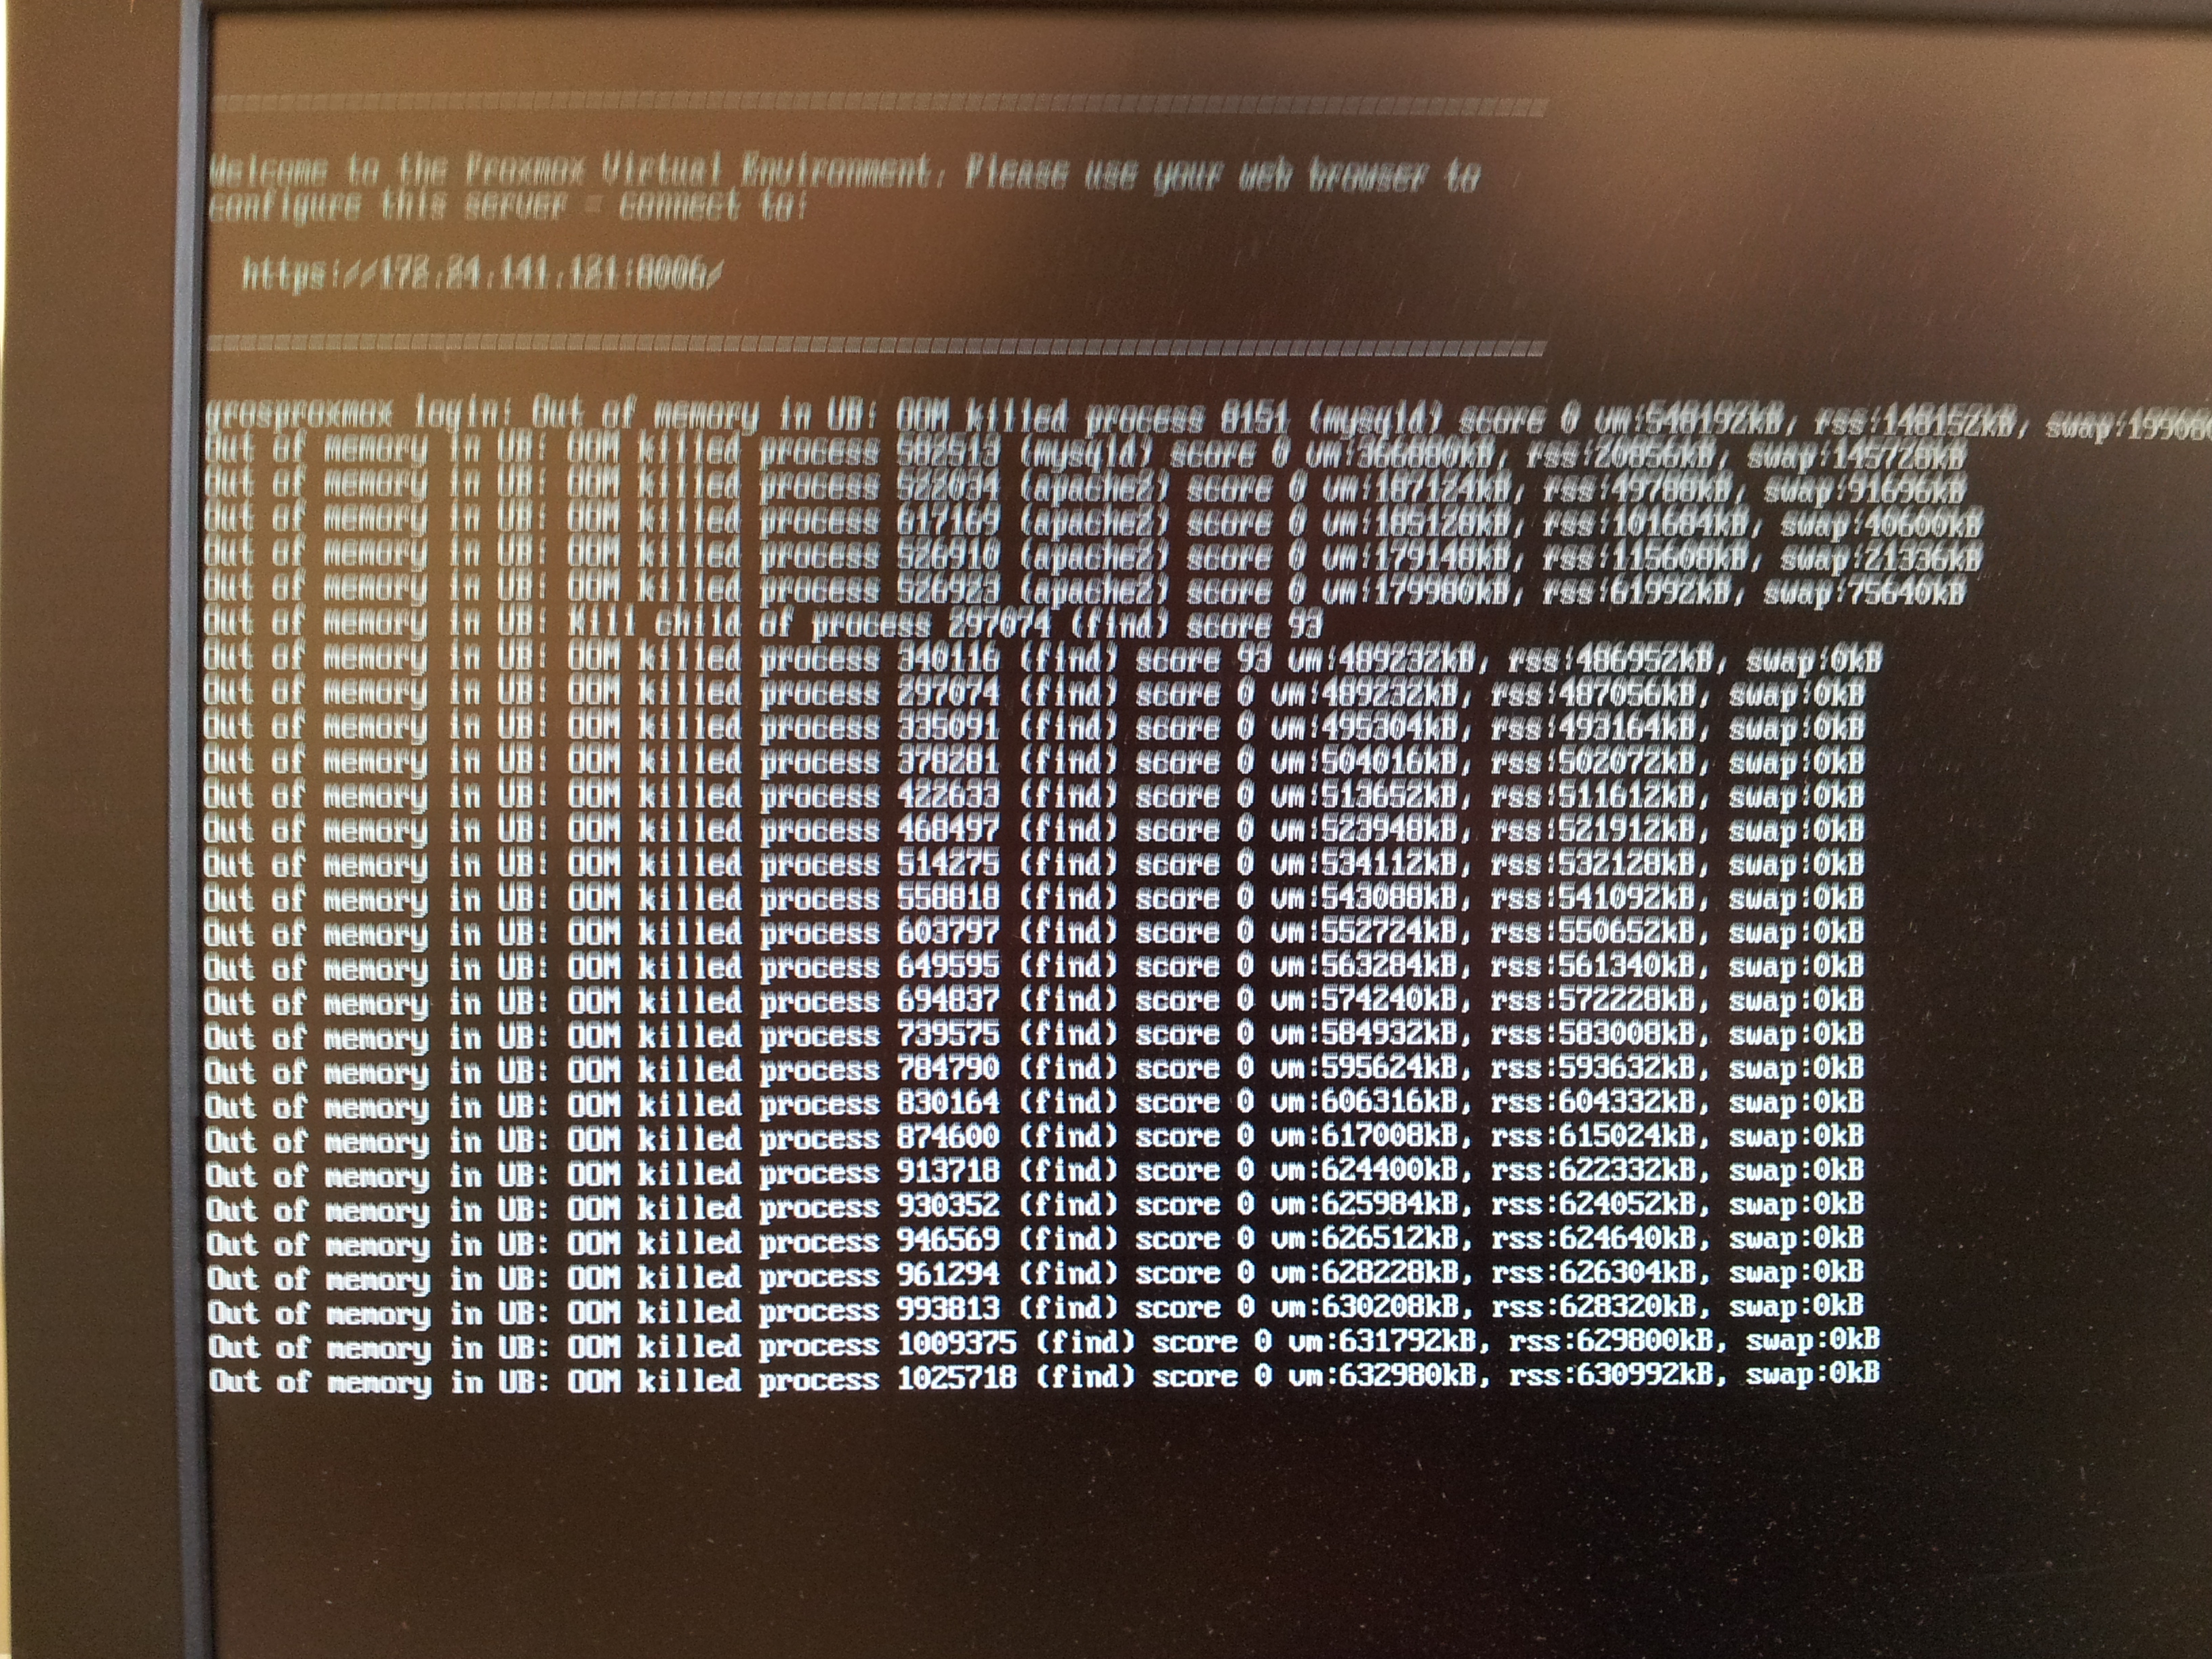 Welcome to the Proxmox Virtual Environment. Please use your web browser to
configure this server - connect to:
https://172.24.141.121:8006/
grosproxmox login: Out of memory in UB: OOM killed process 8151 (mysqld) score 0 vm:548192kB, rss:148152kB, swap:19908
Out of memory in UB: OOM killed process 582513 (mysqld) score 0 vm:366880kB, rss:20856kB, swap:145728kB
Out of memory in UB: OOM killed process 522034 (apache2) score 0 vm:187124kB, rss:49788kB, swap:91696kB
Out of memory in UB: OOM killed process 617169 (apache2) score 0 vm:185128kB, rss:101684kB, swap:40600kB
Out of memory in UB: OOM killed process 526910 (apache2) score 0 vm:179148kB, rss:115608kB, swap:21336kB
Out of memory in UB: OOM killed process 526923 (apache2) score 0 vm:179980kB, rss:61992kB, swap:75640kB
Out of memory in UB: Kill child of process 297074 (find) score 93
Out of memory in UB: OOM killed process 340116 (find) score 93 vm:489232kB, rss:486952kB, swap:0kB
Out of memory in UB: OOM killed process 297074 (find) score 0 vm:489232kB, rss:487056kB, swap:0kB
Out of memory in UB: OOM killed process 335091 (find) score 0 vm:495304kB, rss:493164kB, swap:0kB
Out of memory in UB: OOM killed process 378281 (find) score 0 vm:504016kB, rss:502072kB, swap:0kB
Out of memory in UB: OOM killed process 422633 (find) score 0 vm:513652kB, rss:511612kB, swap:0kB
Out of memory in UB: OOM killed process 468497 (find) score 0 vm:523948kB, rss:521912kB, swap:0kB
Out of memory in UB: OOM killed process 514275 (find) score 0 vm:534112kB, rss:532128kB, swap:0kB
Out of memory in UB: OOM killed process 558818 (find) score 0 vm:543088kB, rss:541092kB, swap:0kB
Out of memory in UB: OOM killed process 603797 (find) score 0 vm:552724kB, rss:550652kB, swap:0kB
Out of memory in UB: OOM killed process 649595 (find) score 0 vm:563284kB, rss:561340kB, swap:0kB
Out of memory in UB: OOM killed process 694837 (find) score 0 vm:574240kB, rss:572228kB, swap:0kB
Out of memory in UB: OOM killed process 739575 (find) score 0 vm:584932kB, rss:583008kB, swap:0kB
Out of memory in UB: OOM killed process 784790 (find) score 0 vm:595624kB, rss:593632kB, swap:0kB
Out of memory in UB: OOM killed process 830164 (find) score 0 vm:606316kB, rss:604332kB, swap:0kB
Out of memory in UB: OOM killed process 874600 (find) score 0 vm:617008kB, rss:615024kB, swap:0kB
Out of memory in UB: OOM killed process 913718 (find) score 0 vm:624400kB, rss:622332kB, swap:0kB
Out of memory in UB: OOM killed process 930352 (find) score 0 vm:625984kB, rss:624052kB, swap:0kB
Out of memory in UB: OOM killed process 946569 (find) score 0 vm:626512kB, rss:624640kB, swap:0kB
Out of memory in UB: OOM killed process 961294 (find) score 0 vm:628228kB, rss:626304kB, swap:0kB
Out of memory in UB: OOM killed process 993813 (find) score 0 vm:630208kB, rss:628320kB, swap:0kB
Out of memory in UB: OOM killed process 1009375 (find) score 0 vm:631792kB, rss:629800kB, swap:0kB
Out of memory in UB: OOM killed process 1025718 (find) score 0 vm:632980kB, rss:630992kB, swap:0kB